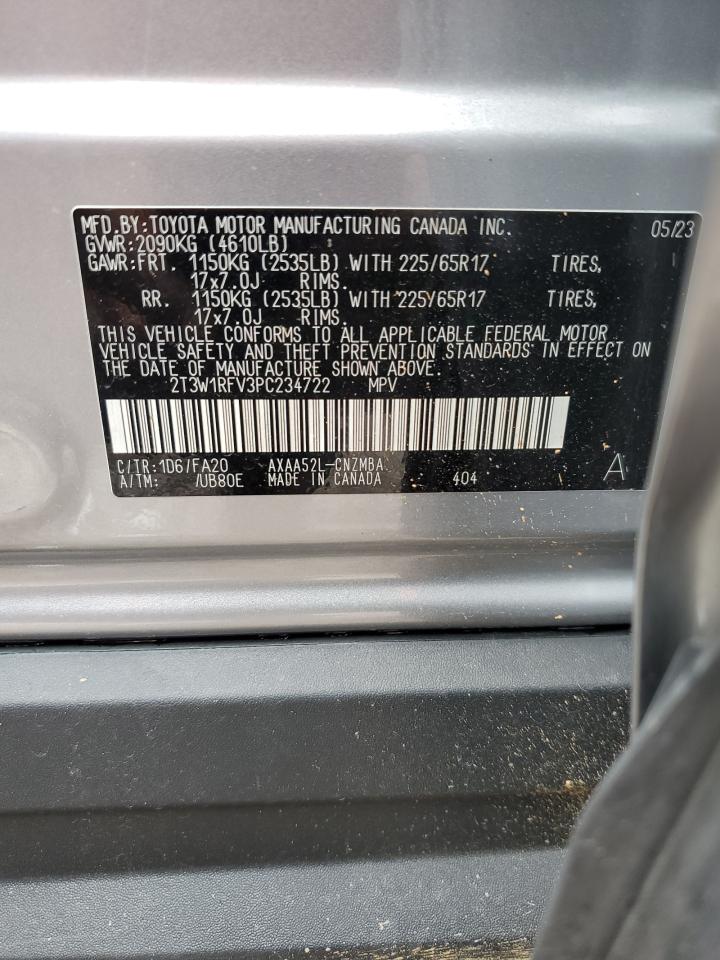 MFD.BY:TOYOTA MOTOR MANUFACTURING CANADA INC. 05/23
GVWR:2090KG (4610LB)
GAWR:FRT. 1150KG (2535LB) WITH 225/65R17 TIRES,
17x7.0J RIMS.
RR. 1150KG (2535LB) WITH 225/65R17 TIRES,
17x7.0J RIMS.
THIS VEHICLE CONFORMS TO ALL APPLICABLE FEDERAL MOTOR
VEHICLE SAFETY AND THEFT PREVENTION STANDARDS IN EFFECT ON
THE DATE OF MANUFACTURE SHOWN ABOVE.
2T3W1RFV3PC234722 MPV
C/TR:1D6/FA20 AXAA52L-CNZMBA
A/TM: /UB80E MADE IN CANADA 404 A